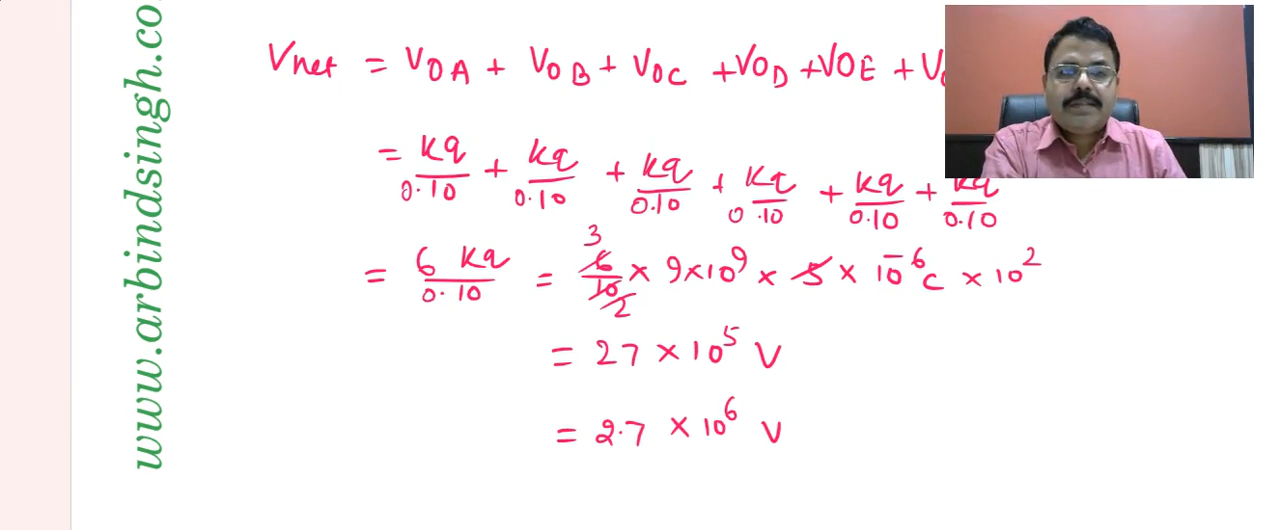 www.arbindsingh.co
Vnet = VOA + VOB + VOC + VOD + VOE + V
= kq/0.10 + kq/0.10 + kq/0.10 + kq/0.10 + kq/0.10 + kq/0.10
= 6 kq/0.10 = 6/10 3/2 × 9×10⁹ × 5 × 10⁻⁶C × 10²
= 27 × 10⁵ V
= 2.7 × 10⁶ V